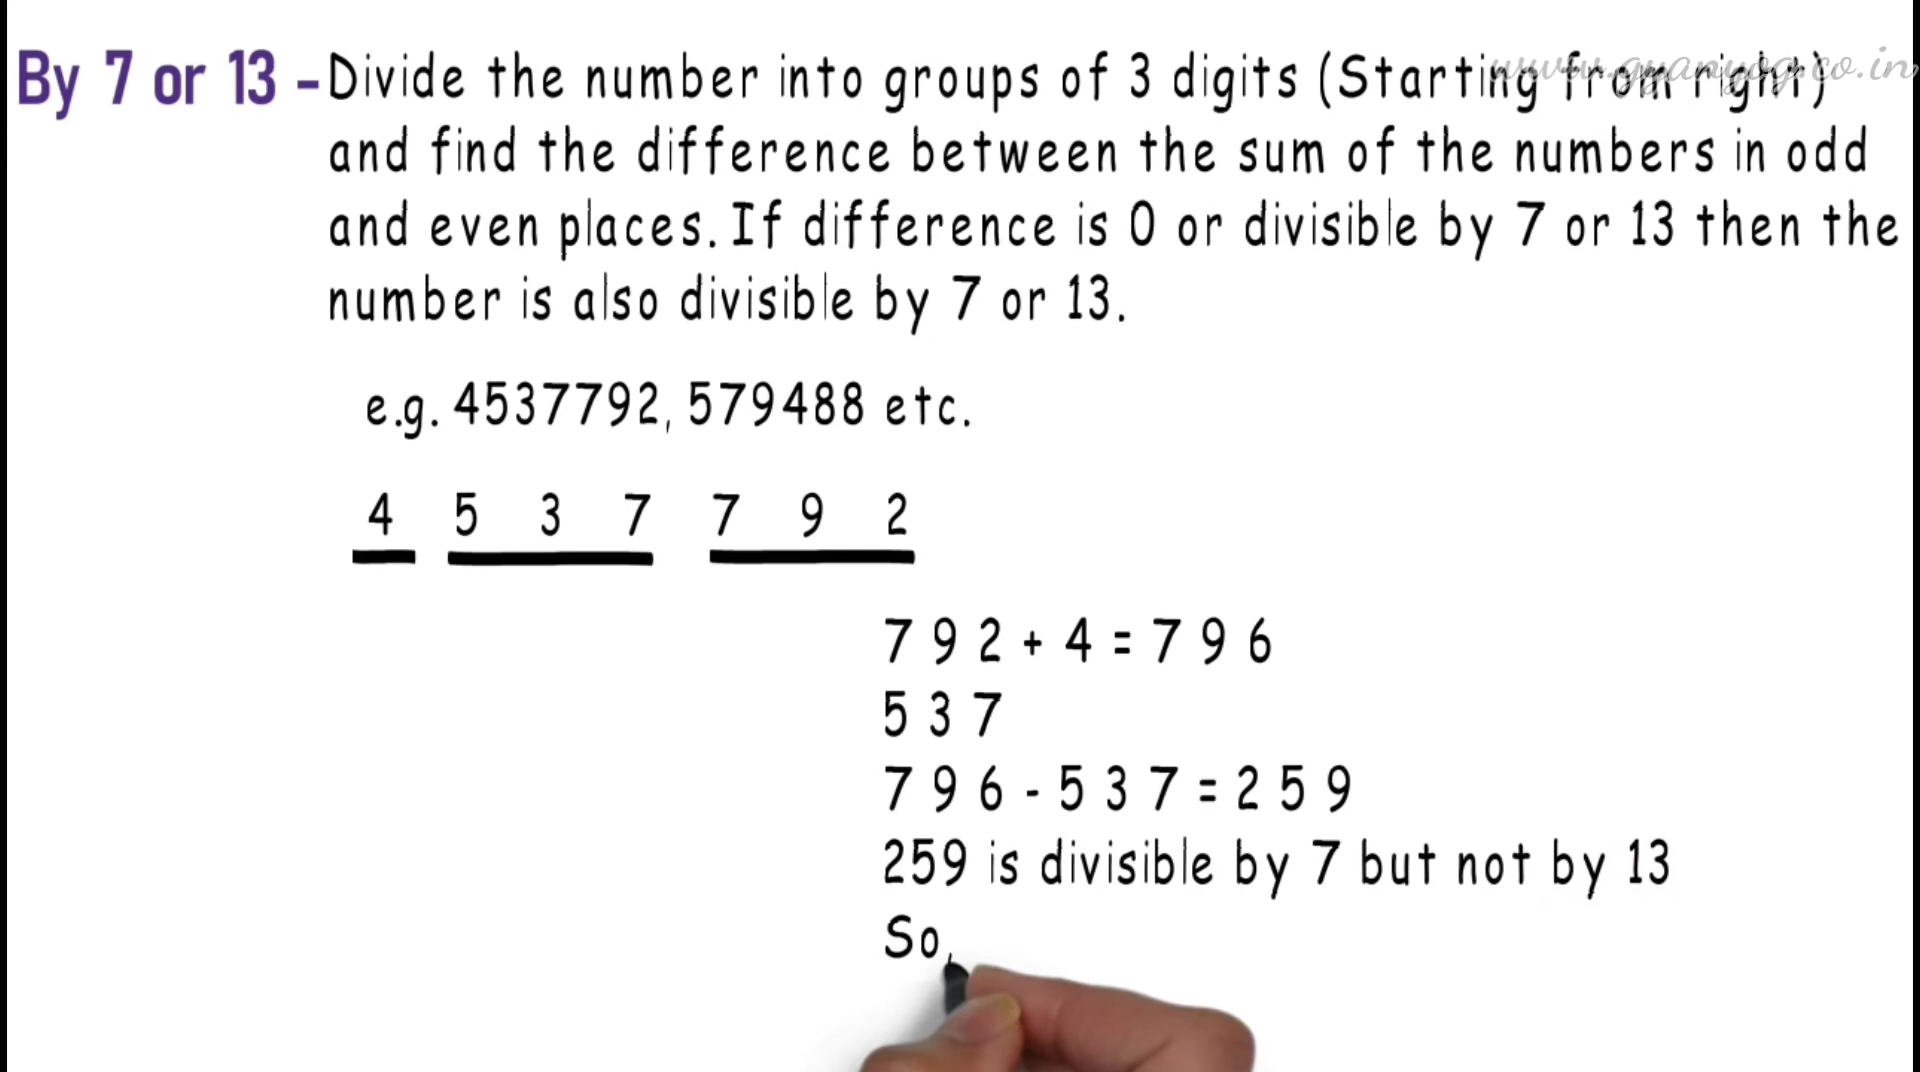 www.gyanyog.co.in
By 7 or 13 - Divide the number into groups of 3 digits (Starting from right)
and find the difference between the sum of the numbers in odd
and even places. If difference is 0 or divisible by 7 or 13 then the
number is also divisible by 7 or 13.
e.g. 4537792, 579488 etc.
4 5 3 7 7 9 2
7 9 2 + 4 = 7 9 6
5 3 7
7 9 6 - 5 3 7 = 2 5 9
259 is divisible by 7 but not by 13
So,